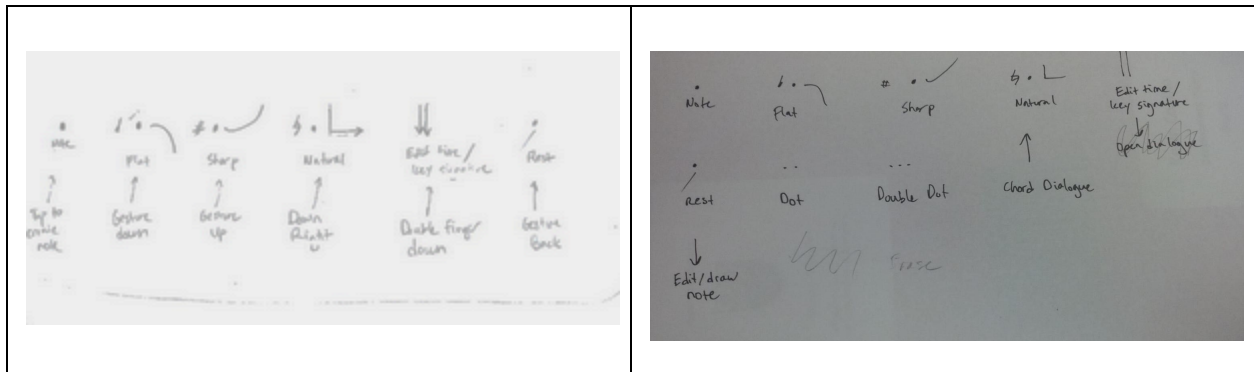 Note
Flat
Sharp
Natural
Edit time /
key signature
Rest
Tap to
note
Gesture
down
Gesture
Up
Down
Right
Double finger
down
Gesture
Back
Note
b
Flat
#
Sharp
♮
Natural
Edit time /
key signature
Open dialogue
Rest
Dot
Double Dot
Chord Dialogue
Edit/draw
note
erase